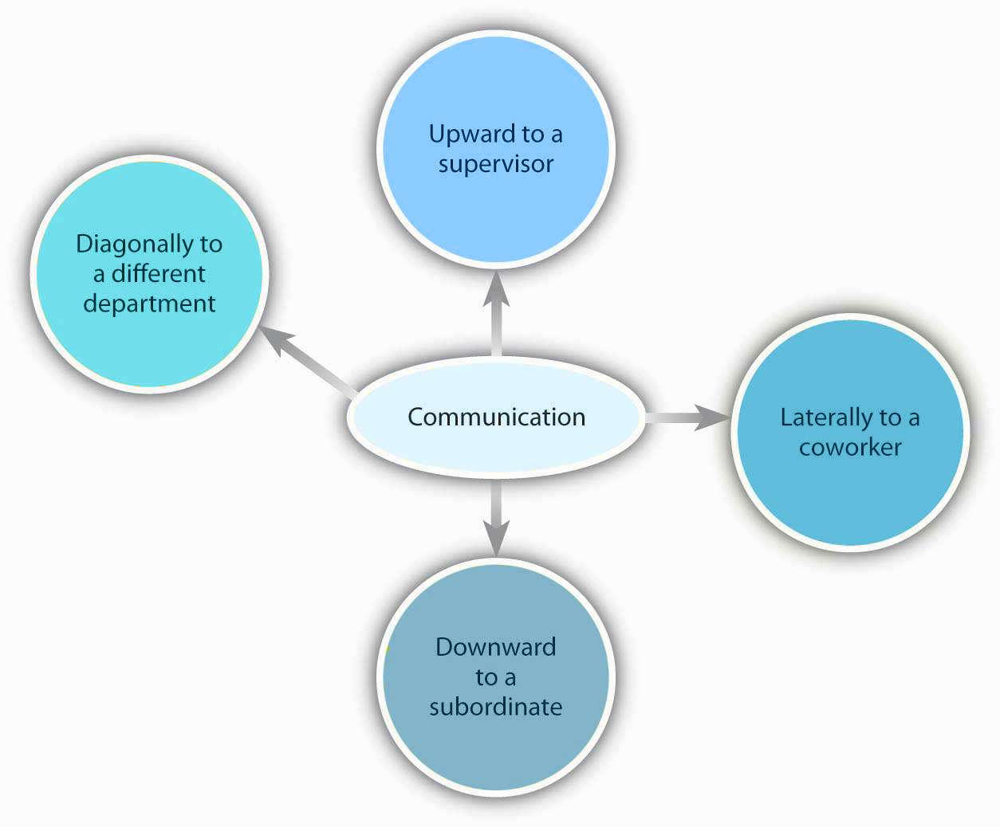 Upward to a
supervisor
Diagonally to
a different
department
Communication
Laterally to a
coworker
Downward
to a
subordinate